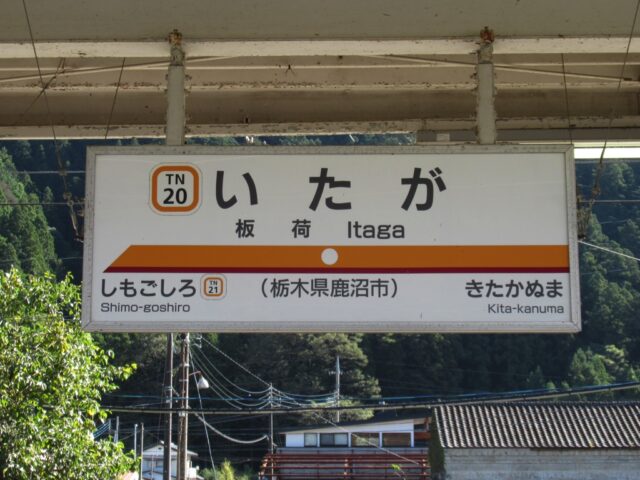 TN
20
いたが
板荷 Itaga
しもごしろ TN 21
Shimo-goshiro
（栃木県鹿沼市）
きたかぬま
Kita-kanuma